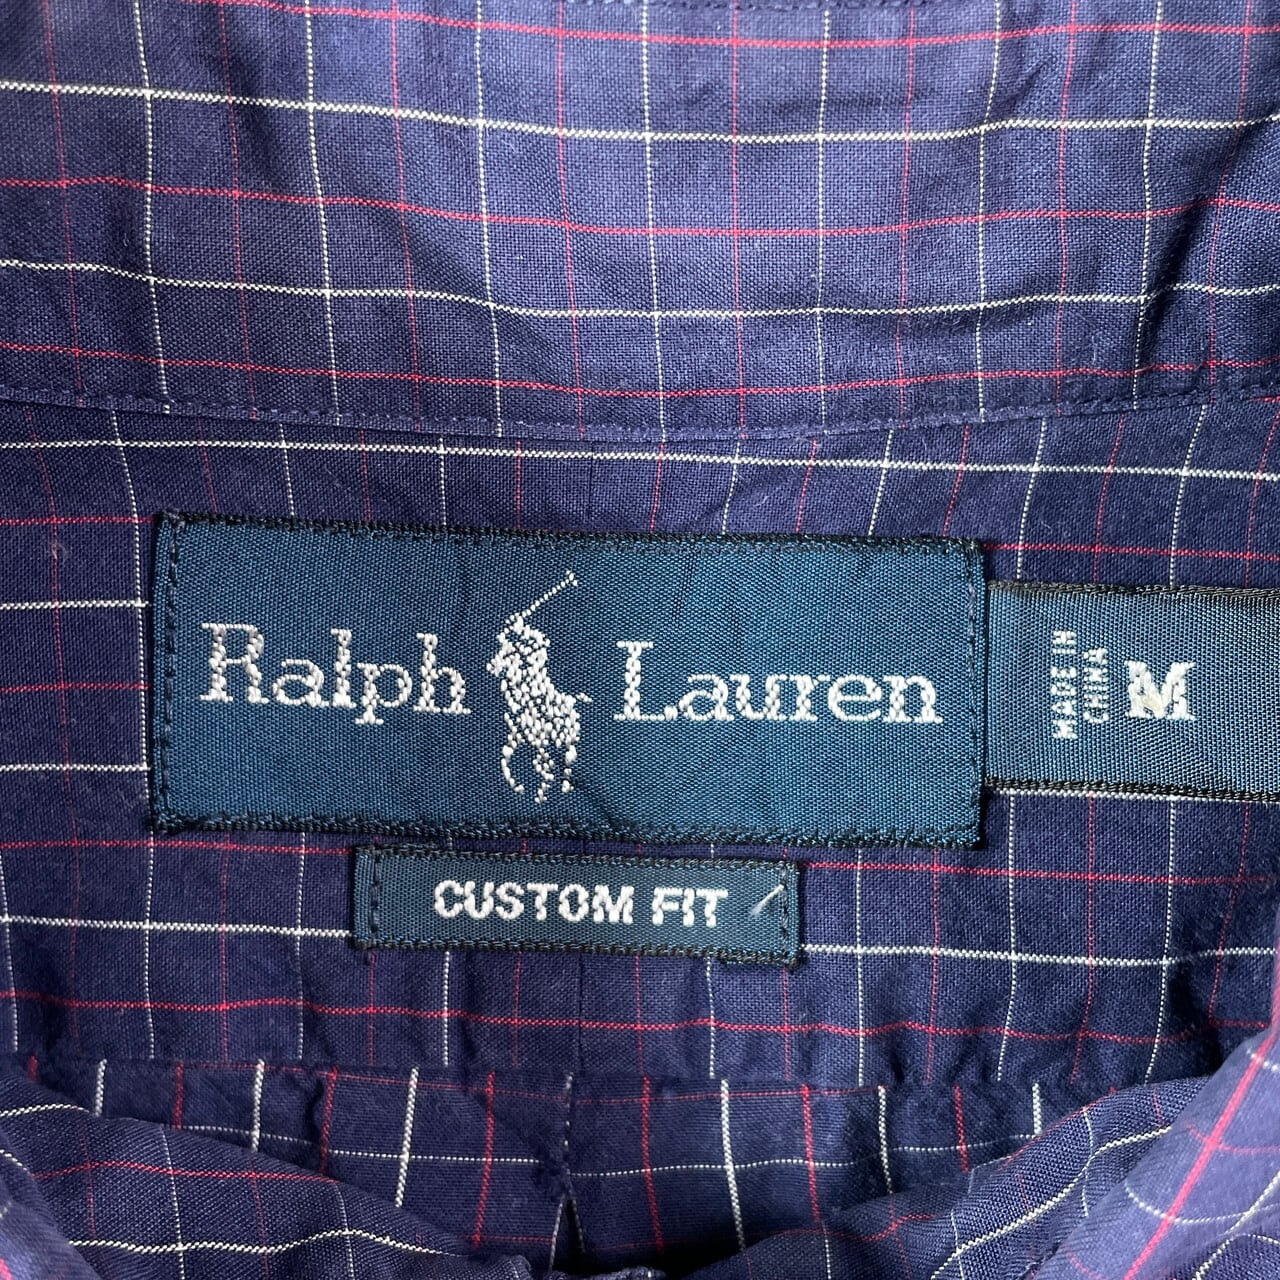 Ralph Lauren
MADE IN
CHINA
M
CUSTOM FIT